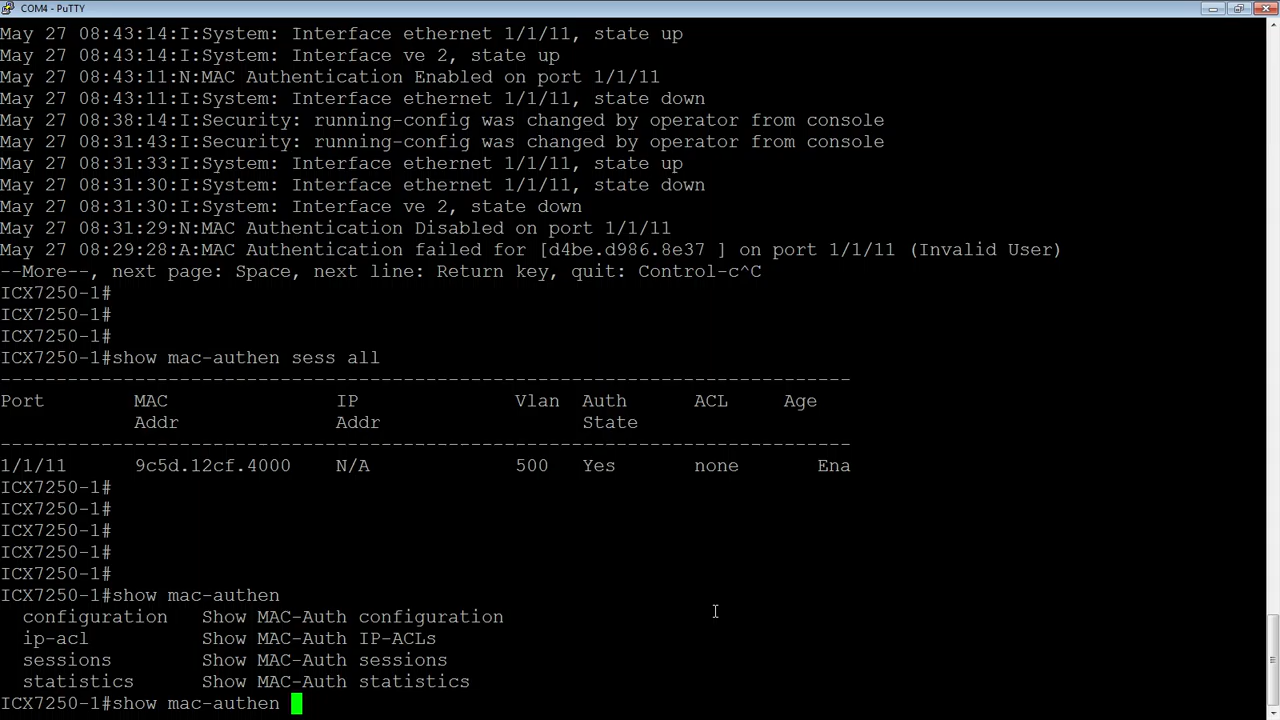 COM4 - PuTTY
May 27 08:43:14:I:System: Interface ethernet 1/1/11, state up
May 27 08:43:14:I:System: Interface ve 2, state up
May 27 08:43:11:N:MAC Authentication Enabled on port 1/1/11
May 27 08:43:11:I:System: Interface ethernet 1/1/11, state down
May 27 08:38:14:I:Security: running-config was changed by operator from console
May 27 08:31:43:I:Security: running-config was changed by operator from console
May 27 08:31:33:I:System: Interface ethernet 1/1/11, state up
May 27 08:31:30:I:System: Interface ethernet 1/1/11, state down
May 27 08:31:30:I:System: Interface ve 2, state down
May 27 08:31:29:N:MAC Authentication Disabled on port 1/1/11
May 27 08:29:28:A:MAC Authentication failed for [d4be.d986.8e37 ] on port 1/1/11 (Invalid User)
--More--, next page: Space, next line: Return key, quit: Control-c^C
ICX7250-1#
ICX7250-1#
ICX7250-1#
ICX7250-1#show mac-authen sess all
----------------------------------------------------------------------------
Port MAC IP Vlan Auth ACL Age
Addr Addr State
----------------------------------------------------------------------------
1/1/11 9c5d.12cf.4000 N/A 500 Yes none Ena
ICX7250-1#
ICX7250-1#
ICX7250-1#
ICX7250-1#
ICX7250-1#
ICX7250-1#show mac-authen
configuration Show MAC-Auth configuration
ip-acl Show MAC-Auth IP-ACLs
sessions Show MAC-Auth sessions
statistics Show MAC-Auth statistics
ICX7250-1#show mac-authen